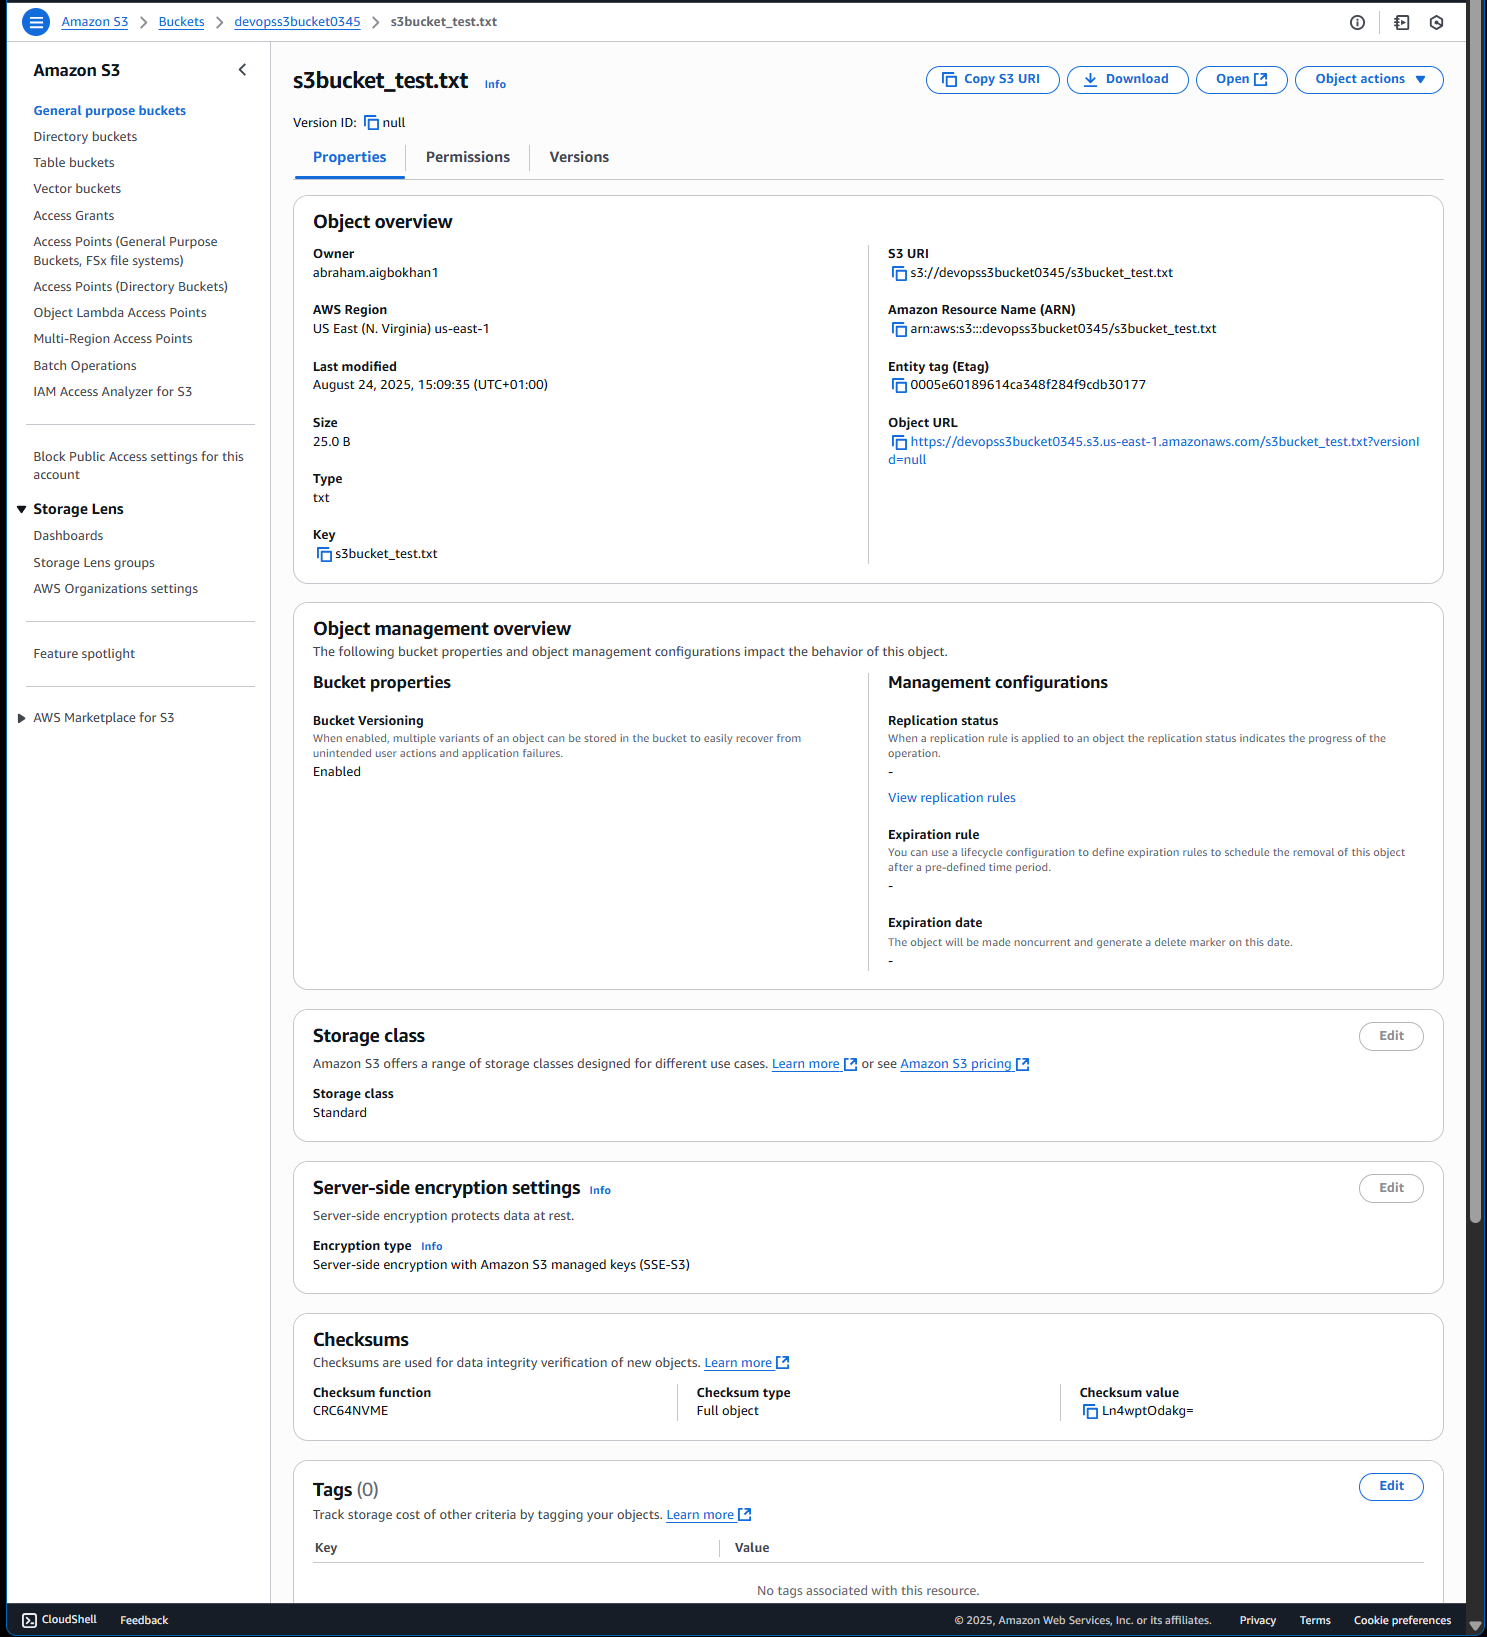 Amazon S3 > Buckets > devopss3bucket0345 > s3bucket_test.txt
Amazon S3
General purpose buckets
Directory buckets
Table buckets
Vector buckets
Access Grants
Access Points (General Purpose
Buckets, FSx file systems)
Access Points (Directory Buckets)
Object Lambda Access Points
Multi-Region Access Points
Batch Operations
IAM Access Analyzer for S3
Block Public Access settings for this
account
Storage Lens
Dashboards
Storage Lens groups
AWS Organizations settings
Feature spotlight
AWS Marketplace for S3
s3bucket_test.txt Info
Copy S3 URI Download Open Object actions
Version ID: null
Properties Permissions Versions
Object overview
Owner
abraham.aigbokhan1
AWS Region
US East (N. Virginia) us-east-1
Last modified
August 24, 2025, 15:09:35 (UTC+01:00)
Size
25.0 B
Type
txt
Key
s3bucket_test.txt
S3 URI
s3://devopss3bucket0345/s3bucket_test.txt
Amazon Resource Name (ARN)
arn:aws:s3:::devopss3bucket0345/s3bucket_test.txt
Entity tag (Etag)
0005e60189614ca348f284f9cdb30177
Object URL
https://devopss3bucket0345.s3.us-east-1.amazonaws.com/s3bucket_test.txt?versionI
d=null
Object management overview
The following bucket properties and object management configurations impact the behavior of this object.
Bucket properties
Bucket Versioning
When enabled, multiple variants of an object can be stored in the bucket to easily recover from
unintended user actions and application failures.
Enabled
Management configurations
Replication status
When a replication rule is applied to an object the replication status indicates the progress of the
operation.
-
View replication rules
Expiration rule
You can use a lifecycle configuration to define expiration rules to schedule the removal of this object
after a pre-defined time period.
-
Expiration date
The object will be made noncurrent and generate a delete marker on this date.
-
Storage class
Edit
Amazon S3 offers a range of storage classes designed for different use cases. Learn more or see Amazon S3 pricing
Storage class
Standard
Server-side encryption settings Info
Edit
Server-side encryption protects data at rest.
Encryption type Info
Server-side encryption with Amazon S3 managed keys (SSE-S3)
Checksums
Checksums are used for data integrity verification of new objects. Learn more
Checksum function
CRC64NVME
Checksum type
Full object
Checksum value
Ln4wptOdakg=
Tags (0)
Edit
Track storage cost of other criteria by tagging your objects. Learn more
Key Value
No tags associated with this resource.
CloudShell Feedback © 2025, Amazon Web Services, Inc. or its affiliates. Privacy Terms Cookie preferences